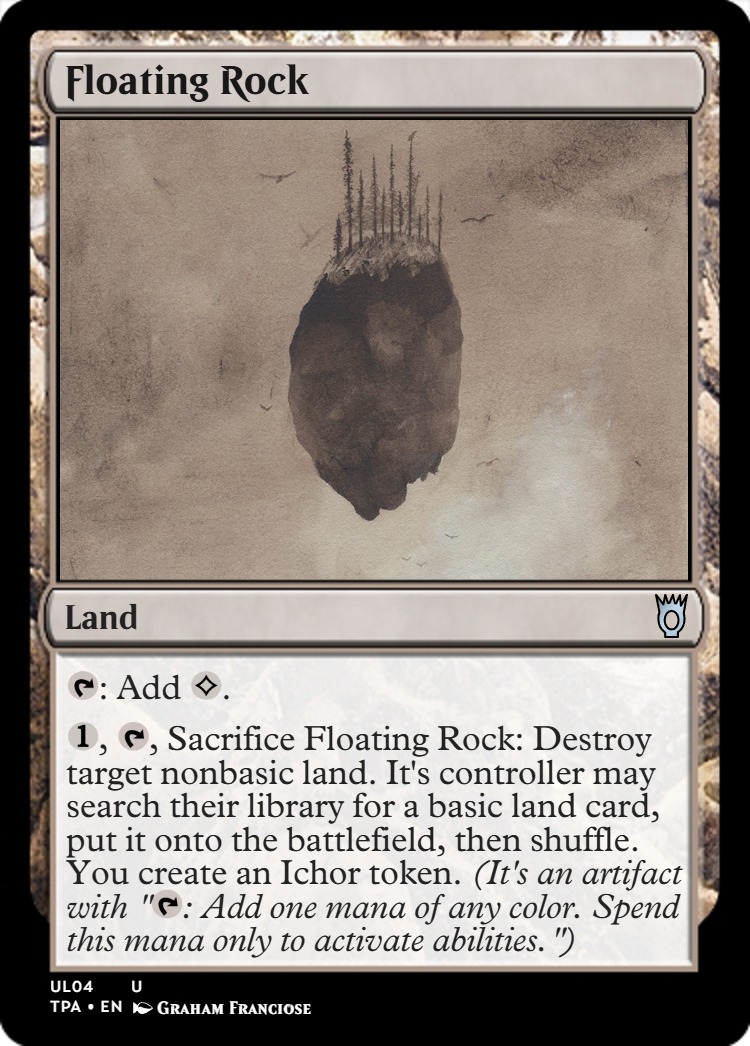 Floating Rock
Land
: Add .
1, , Sacrifice Floating Rock: Destroy
target nonbasic land. It's controller may
search their library for a basic land card,
put it onto the battlefield, then shuffle.
You create an Ichor token. (It's an artifact
with ": Add one mana of any color. Spend
this mana only to activate abilities.")
UL04 U
TPA • EN GRAHAM FRANCIOSE